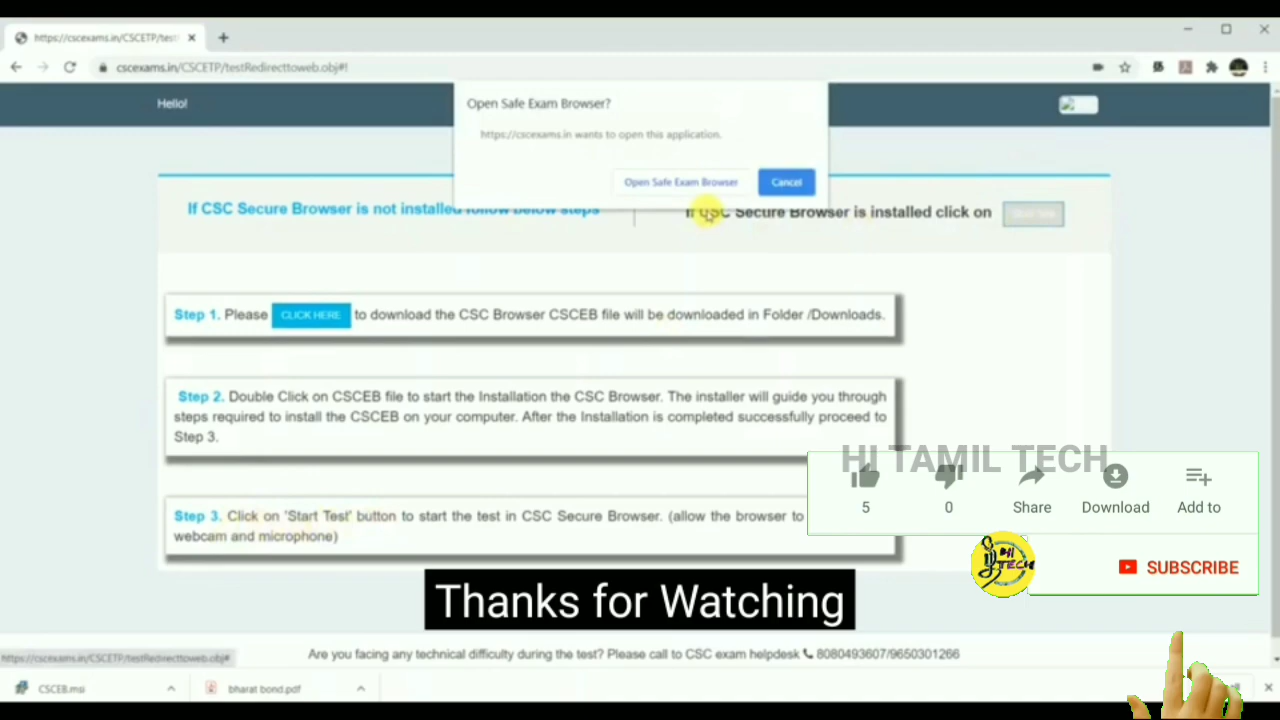 https://cscexams.in/CSCETP/test
cscexams.in/CSCETP/testRedirecttoweb.obj#!
Hello!
Open Safe Exam Browser?
https://cscexams.in wants to open this application.
Open Safe Exam Browser Cancel
If CSC Secure Browser is not installed follow below steps
If CSC Secure Browser is installed click on
Step 1. Please CLICK HERE to download the CSC Browser CSCEB file will be downloaded in Folder /Downloads.
Step 2. Double Click on CSCEB file to start the Installation the CSC Browser. The installer will guide you through
steps required to install the CSCEB on your computer. After the Installation is completed successfully proceed to
Step 3.
HI TAMIL TECH
5 0 Share Download Add to
Step 3. Click on 'Start Test' button to start the test in CSC Secure Browser. (allow the browser to
webcam and microphone)
HI
TECH
SUBSCRIBE
Thanks for Watching
https://cscexams.in/CSCETP/testRedirecttoweb.obj#
Are you facing any technical difficulty during the test? Please call to CSC exam helpdesk 8080493607/9650301266
CSCEB.msi
bharat bond.pdf